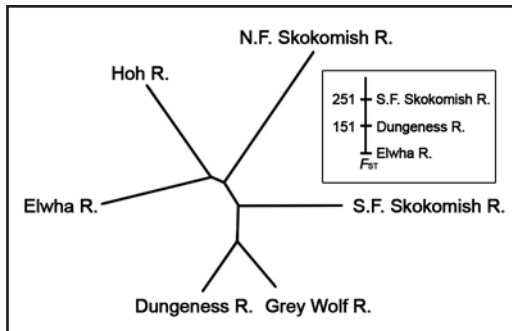 N.F. Skokomish R.
Hoh R.
251 S.F. Skokomish R.
151 Dungeness R.
Elwha R.
FST
Elwha R.
S.F. Skokomish R.
Dungeness R. Grey Wolf R.